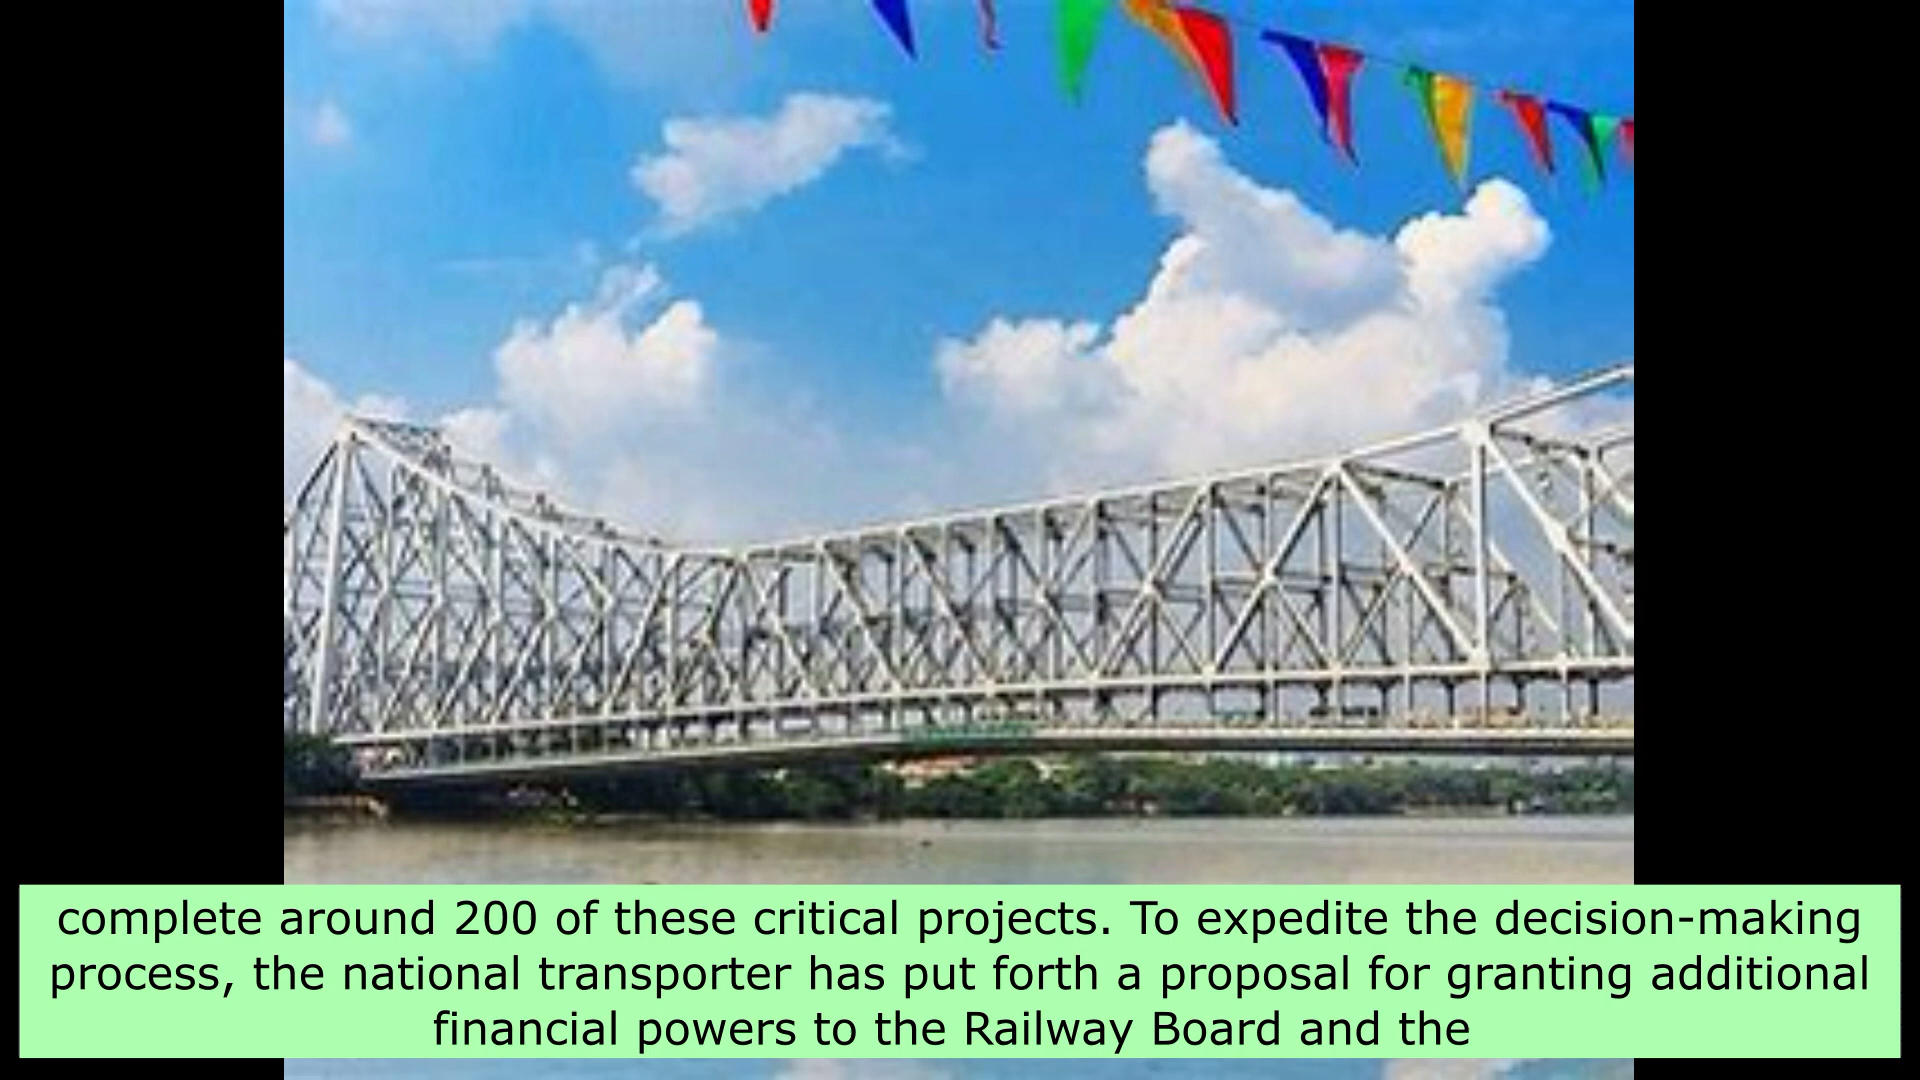 complete around 200 of these critical projects. To expedite the decision-making
process, the national transporter has put forth a proposal for granting additional
financial powers to the Railway Board and the